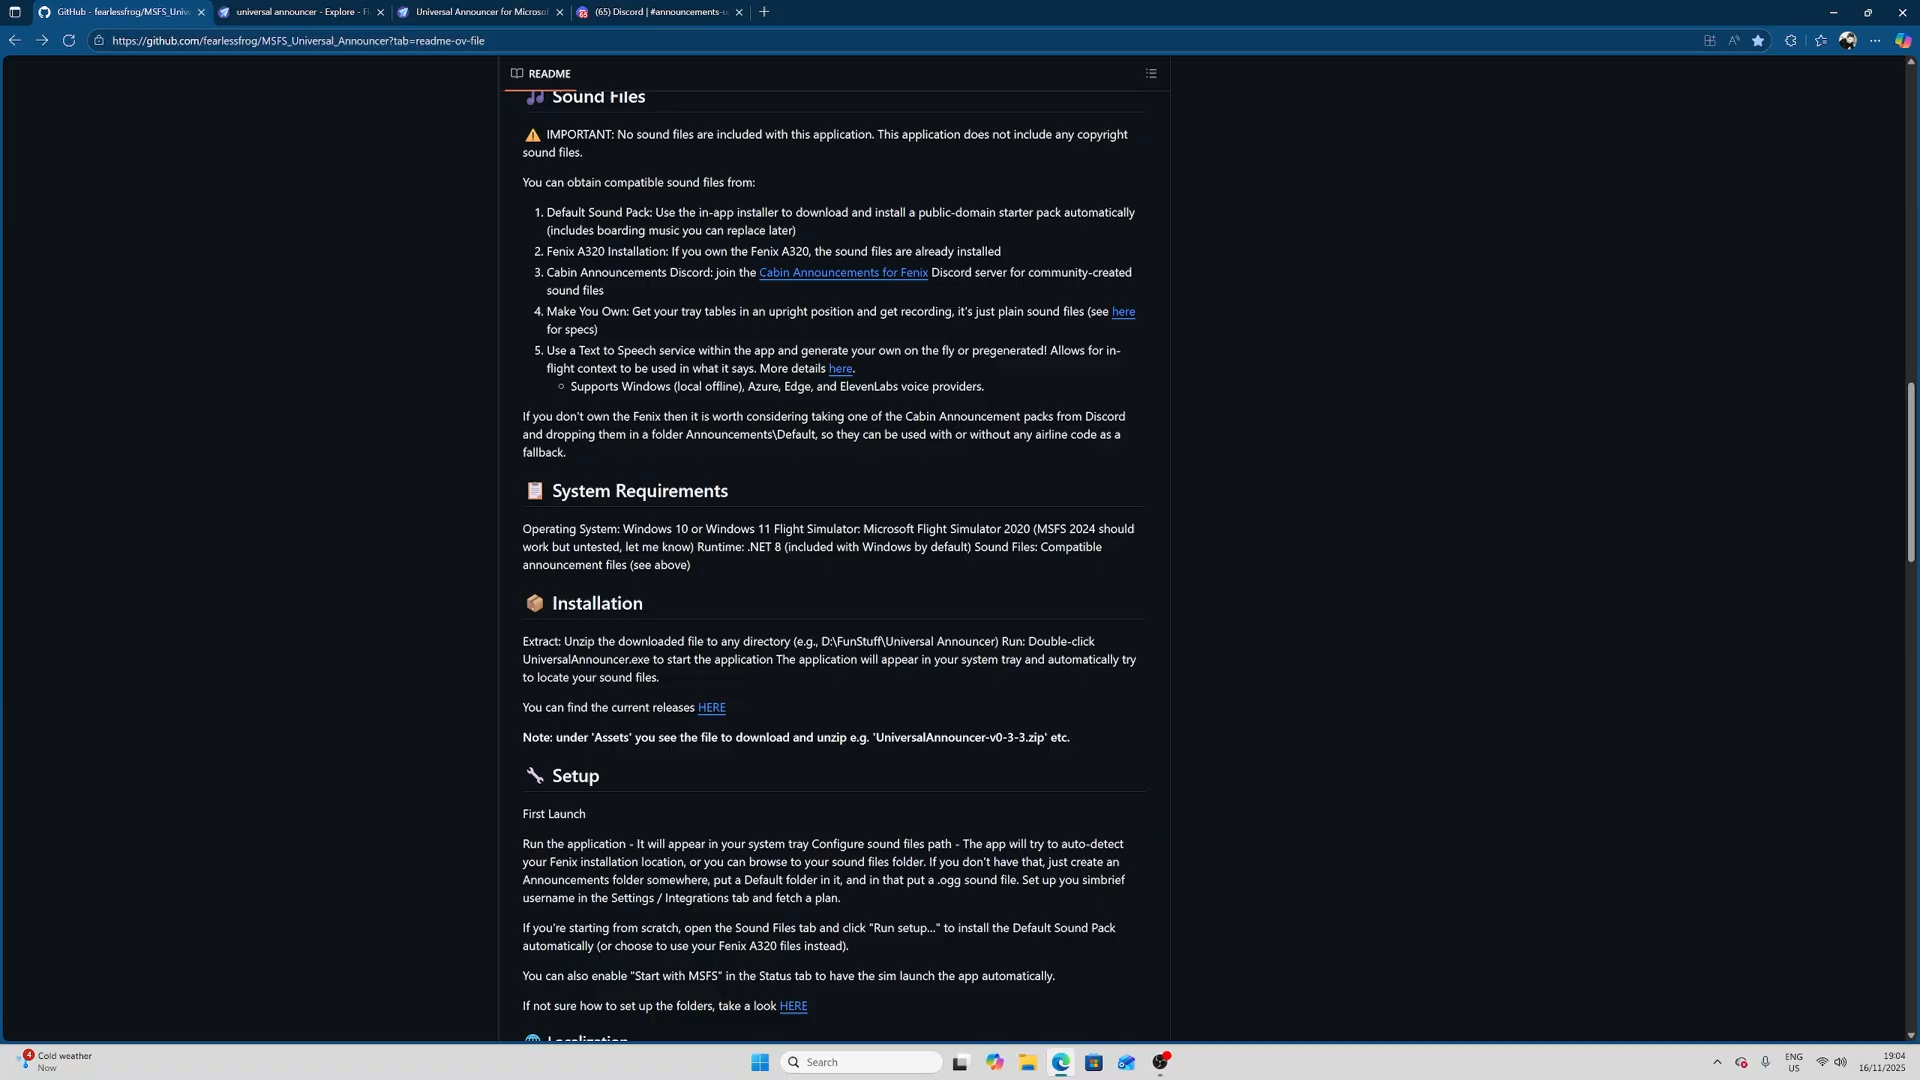 GitHub - fearlessfrog/MSFS_Unive
universal announcer - Explore - Fl
Universal Announcer for Microsof
(65) Discord | #announcements-u
https://github.com/fearlessfrog/MSFS_Universal_Announcer?tab=readme-ov-file
README
Sound Files
IMPORTANT: No sound files are included with this application. This application does not include any copyright
sound files.
You can obtain compatible sound files from:
1. Default Sound Pack: Use the in-app installer to download and install a public-domain starter pack automatically
(includes boarding music you can replace later)
2. Fenix A320 Installation: If you own the Fenix A320, the sound files are already installed
3. Cabin Announcements Discord: join the Cabin Announcements for Fenix Discord server for community-created
sound files
4. Make You Own: Get your tray tables in an upright position and get recording, it's just plain sound files (see here
for specs)
5. Use a Text to Speech service within the app and generate your own on the fly or pregenerated! Allows for in-
flight context to be used in what it says. More details here.
Supports Windows (local offline), Azure, Edge, and ElevenLabs voice providers.
If you don't own the Fenix then it is worth considering taking one of the Cabin Announcement packs from Discord
and dropping them in a folder Announcements\Default, so they can be used with or without any airline code as a
fallback.
System Requirements
Operating System: Windows 10 or Windows 11 Flight Simulator: Microsoft Flight Simulator 2020 (MSFS 2024 should
work but untested, let me know) Runtime: .NET 8 (included with Windows by default) Sound Files: Compatible
announcement files (see above)
Installation
Extract: Unzip the downloaded file to any directory (e.g., D:\FunStuff\Universal Announcer) Run: Double-click
UniversalAnnouncer.exe to start the application The application will appear in your system tray and automatically try
to locate your sound files.
You can find the current releases HERE
Note: under 'Assets' you see the file to download and unzip e.g. 'UniversalAnnouncer-v0-3-3.zip' etc.
Setup
First Launch
Run the application - It will appear in your system tray Configure sound files path - The app will try to auto-detect
your Fenix installation location, or you can browse to your sound files folder. If you don't have that, just create an
Announcements folder somewhere, put a Default folder in it, and in that put a .ogg sound file. Set up you simbrief
username in the Settings / Integrations tab and fetch a plan.
If you're starting from scratch, open the Sound Files tab and click "Run setup..." to install the Default Sound Pack
automatically (or choose to use your Fenix A320 files instead).
You can also enable "Start with MSFS" in the Status tab to have the sim launch the app automatically.
If not sure how to set up the folders, take a look HERE
Localization
4
Cold weather
Now
Search
ENG
US
19:04
16/11/2025